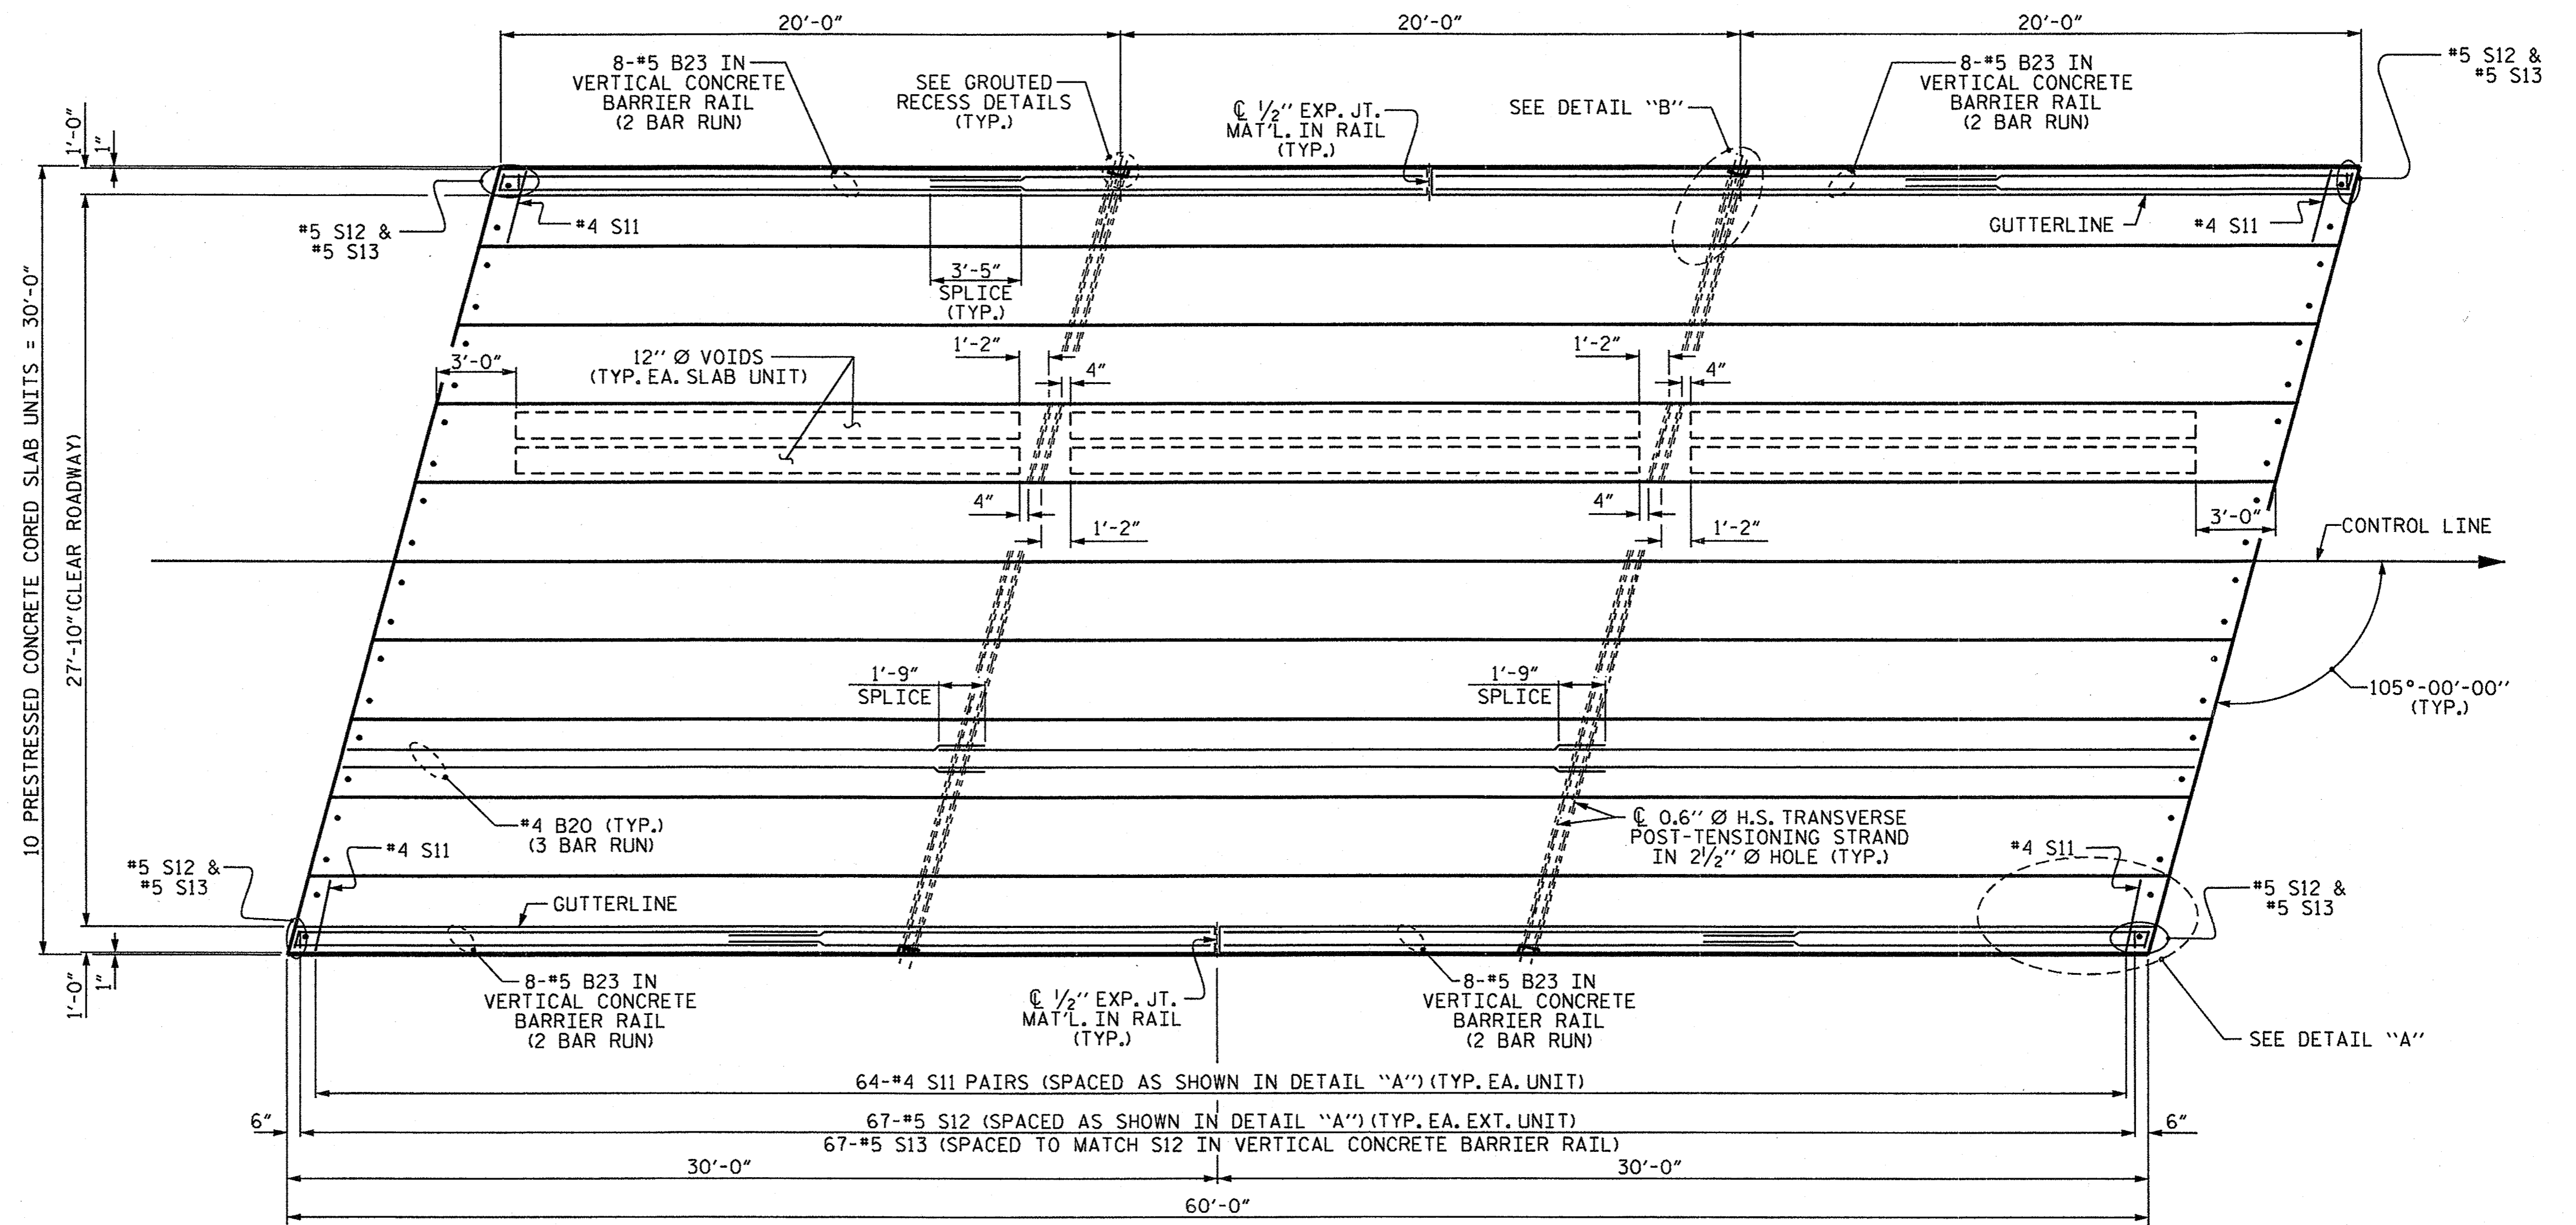 20'-0"
20'-0"
20'-0"
8-#5 B23 IN
VERTICAL CONCRETE
BARRIER RAIL
(2 BAR RUN)
SEE GROUTED
RECESS DETAILS
(TYP.)
℄ 1/2" EXP. JT.
MAT'L. IN RAIL
(TYP.)
SEE DETAIL "B"
8-#5 B23 IN
VERTICAL CONCRETE
BARRIER RAIL
(2 BAR RUN)
#5 S12 &
#5 S13
1'-0"
1"
#5 S12 &
#5 S13
#4 S11
GUTTERLINE
#4 S11
3'-5"
SPLICE
(TYP.)
3'-0"
12" Ø VOIDS
(TYP. EA. SLAB UNIT)
1'-2"
4"
1'-2"
4"
10 PRESTRESSED CONCRETE CORED SLAB UNITS = 30'-0"
27'-10" (CLEAR ROADWAY)
4"
1'-2"
4"
1'-2"
3'-0"
CONTROL LINE
105°-00'-00"
(TYP.)
1'-9"
SPLICE
1'-9"
SPLICE
#4 B20 (TYP.)
(3 BAR RUN)
℄ 0.6" Ø H.S. TRANSVERSE
POST-TENSIONING STRAND
IN 2 1/2" Ø HOLE (TYP.)
#5 S12 &
#5 S13
#4 S11
GUTTERLINE
#4 S11
#5 S12 &
#5 S13
1'-0"
1"
8-#5 B23 IN
VERTICAL CONCRETE
BARRIER RAIL
(2 BAR RUN)
℄ 1/2" EXP. JT.
MAT'L. IN RAIL
(TYP.)
8-#5 B23 IN
VERTICAL CONCRETE
BARRIER RAIL
(2 BAR RUN)
SEE DETAIL "A"
64-#4 S11 PAIRS (SPACED AS SHOWN IN DETAIL "A") (TYP. EA. UNIT)
6"
67-#5 S12 (SPACED AS SHOWN IN DETAIL "A") (TYP. EA. EXT. UNIT)
6"
67-#5 S13 (SPACED TO MATCH S12 IN VERTICAL CONCRETE BARRIER RAIL)
30'-0"
30'-0"
60'-0"